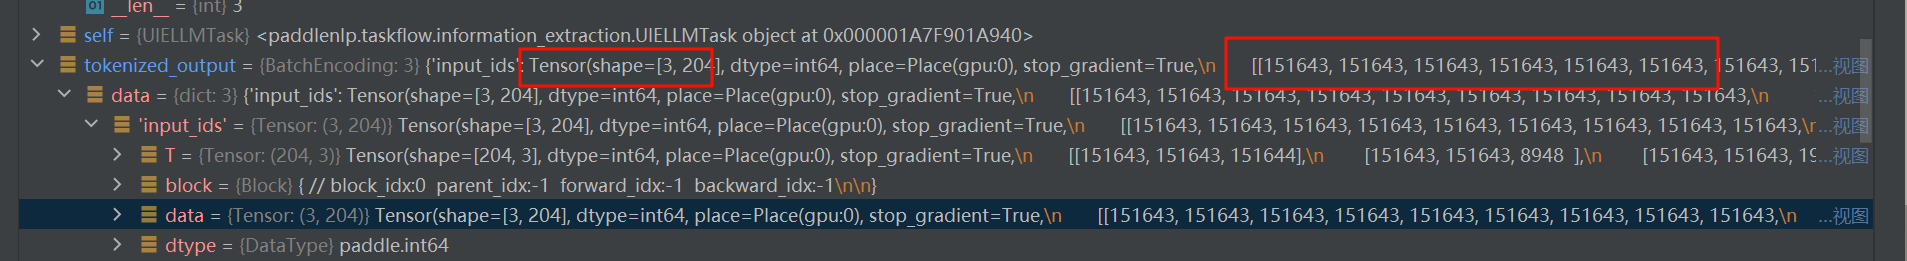 __len__ = {int} 3
self = {UIELLMTask} <paddlenlp.taskflow.information_extraction.UIELLMTask object at 0x000001A7F901A940>
tokenized_output = {BatchEncoding: 3} {'input_ids': Tensor(shape=[3, 204], dtype=int64, place=Place(gpu:0), stop_gradient=True,\n [[151643, 151643, 151643, 151643, 151643, 151643, 151643, 151643, 151 ...视图
data = {dict: 3} {'input_ids': Tensor(shape=[3, 204], dtype=int64, place=Place(gpu:0), stop_gradient=True,\n [[151643, 151643, 151643, 151643, 151643, 151643, 151643, 151643, 151643,\n ...视图
'input_ids' = {Tensor: (3, 204)} Tensor(shape=[3, 204], dtype=int64, place=Place(gpu:0), stop_gradient=True,\n [[151643, 151643, 151643, 151643, 151643, 151643, 151643, 151643, 151643,\n ...视图
T = {Tensor: (204, 3)} Tensor(shape=[204, 3], dtype=int64, place=Place(gpu:0), stop_gradient=True,\n [[151643, 151643, 151644],\n [151643, 151643, 8948 ],\n [151643, 151643, 19 ...视图
block = {Block} { // block_idx:0 parent_idx:-1 forward_idx:-1 backward_idx:-1\n\n}
data = {Tensor: (3, 204)} Tensor(shape=[3, 204], dtype=int64, place=Place(gpu:0), stop_gradient=True,\n [[151643, 151643, 151643, 151643, 151643, 151643, 151643, 151643, 151643,\n ...视图
dtype = {DataType} paddle.int64